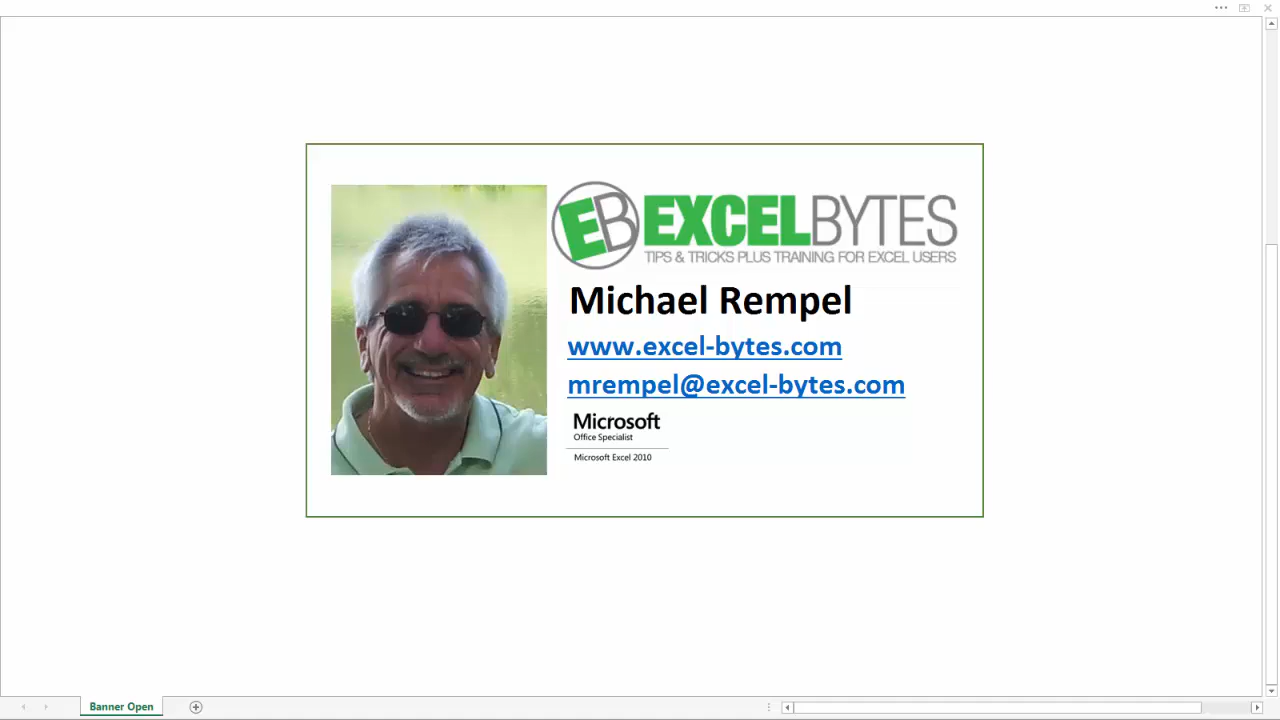 EB EXCELBYTES
TIPS & TRICKS PLUS TRAINING FOR EXCEL USERS
Michael Rempel
www.excel-bytes.com
mrempel@excel-bytes.com
Microsoft
Office Specialist
Microsoft Excel 2010
Banner Open